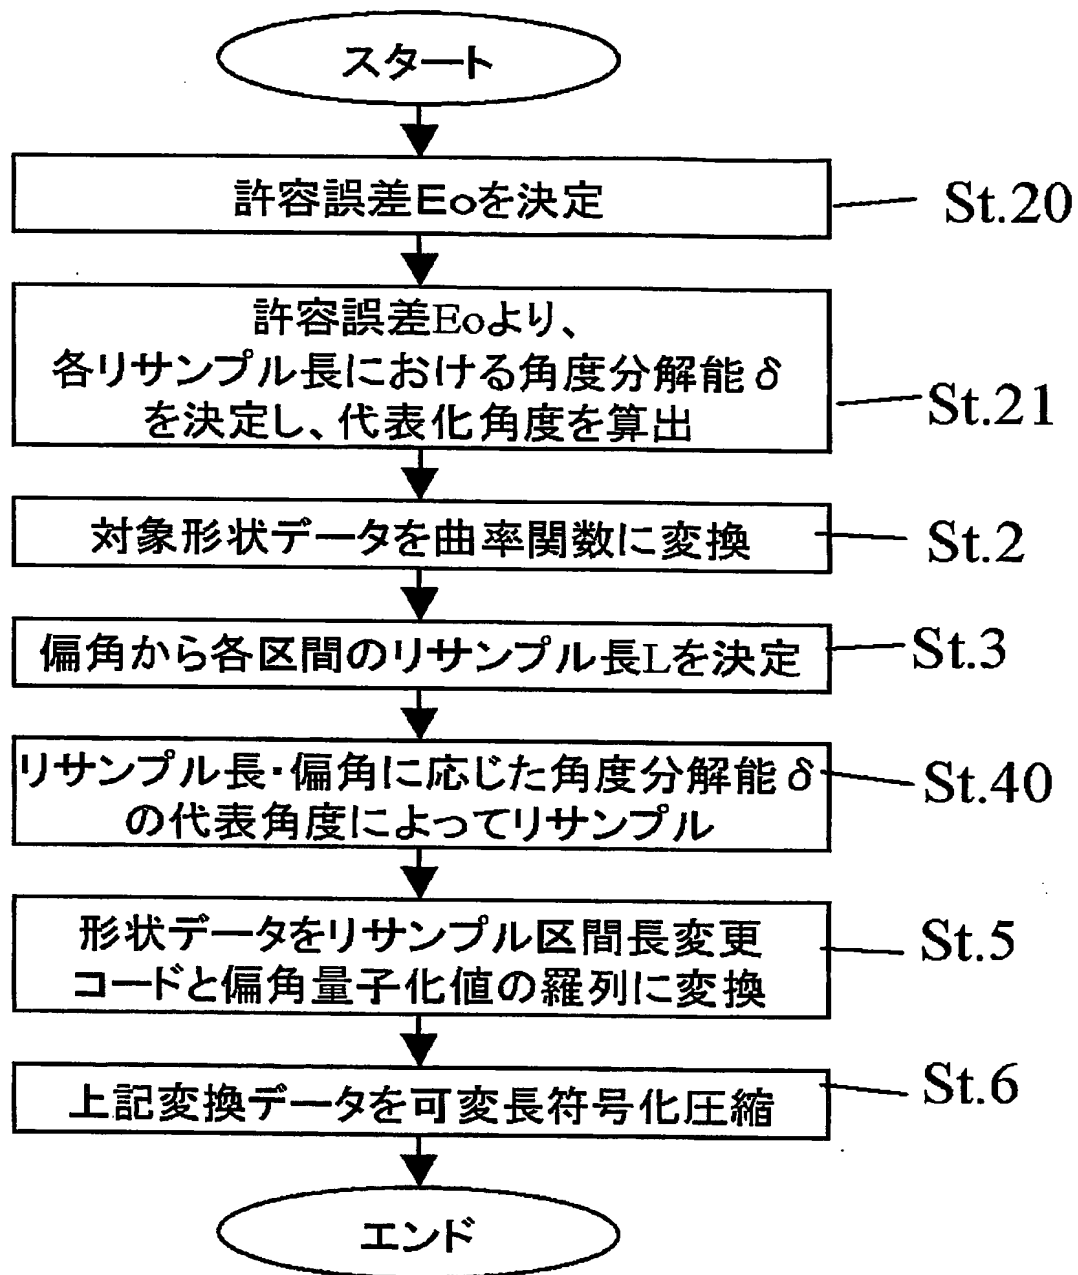 スタート
許容誤差Eoを決定
St.20
許容誤差Eoより、
各リサンプル長における角度分解能δ
を決定し、代表化角度を算出
St.21
対象形状データを曲率関数に変換
St.2
偏角から各区間のリサンプル長Lを決定
St.3
リサンプル長・偏角に応じた角度分解能δ
の代表角度によってリサンプル
St.40
形状データをリサンプル区間長変更
コードと偏角量子化値の羅列に変換
St.5
上記変換データを可変長符号化圧縮
St.6
エンド